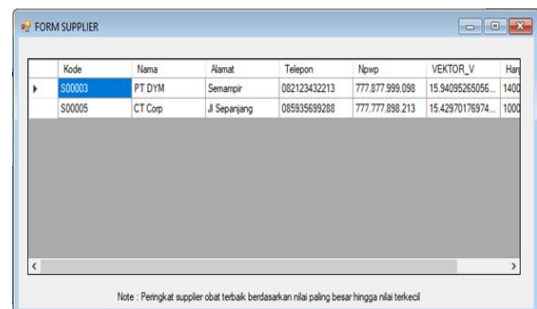 FORM SUPPLIER
Kode Nama Alamat Telepon Npwp VEKTOR_V Harg
S00003 PT DYM Semampir 082123432213 777.877.999.098 15.94095265056... 1400
S00005 CT Corp Jl Sepanjang 085935699288 777.777.898.213 15.42970176974... 1000
Note : Peringkat supplier obat terbaik berdasarkan nilai paling besar hingga nilai terkecil